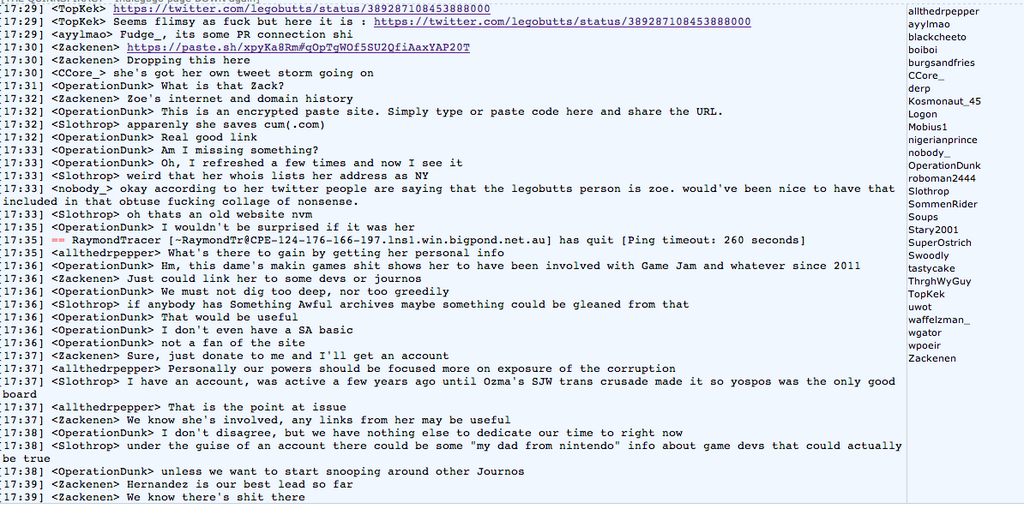 [17:29] <TopKek> https://twitter.com/legobutts/status/389287108453888000
[17:29] <TopKek> Seems flimsy as fuck but here it is : https://twitter.com/legobutts/status/389287108453888000
[17:29] <ayylmao> Fudge_, its some PR connection shi
[17:30] <Zackenen> https://paste.sh/xpyKa8Rm#qOpTgWOf5SU2QfiAaxYAP20T
[17:30] <Zackenen> Dropping this here
[17:30] <CCore_> she's got her own tweet storm going on
[17:31] <OperationDunk> What is that Zack?
[17:32] <Zackenen> Zoe's internet and domain history
[17:32] <OperationDunk> This is an encrypted paste site. Simply type or paste code here and share the URL.
[17:32] <Slothrop> apparenly she saves cum(.com)
[17:32] <OperationDunk> Real good link
[17:33] <OperationDunk> Am I missing something?
[17:33] <OperationDunk> Oh, I refreshed a few times and now I see it
[17:33] <Slothrop> weird that her whois lists her address as NY
[17:33] <nobody_> okay according to her twitter people are saying that the legobutts person is zoe. would've been nice to have that
included in that obtuse fucking collage of nonsense.
[17:33] <Slothrop> oh thats an old website nvm
[17:35] <OperationDunk> I wouldn't be surprised if it was her
[17:35] == RaymondTracer [~RaymondTr@CPE-124-176-166-197.lns1.win.bigpond.net.au] has quit [Ping timeout: 260 seconds]
[17:35] <allthedrpepper> What's there to gain by getting her personal info
[17:36] <OperationDunk> Hm, this dame's makin games shit shows her to have been involved with Game Jam and whatever since 2011
[17:36] <Zackenen> Just could link her to some devs or journos
[17:36] <OperationDunk> We must not dig too deep, nor too greedily
[17:36] <Slothrop> if anybody has Something Awful archives maybe something could be gleaned from that
[17:36] <OperationDunk> That would be useful
[17:36] <OperationDunk> I don't even have a SA basic
[17:36] <OperationDunk> not a fan of the site
[17:37] <Zackenen> Sure, just donate to me and I'll get an account
[17:37] <allthedrpepper> Personally our powers should be focused more on exposure of the corruption
[17:37] <Slothrop> I have an account, was active a few years ago until Ozma's SJW trans crusade made it so yospos was the only good
board
[17:37] <allthedrpepper> That is the point at issue
[17:37] <Zackenen> We know she's involved, any links from her may be useful
[17:38] <OperationDunk> I don't disagree, but we have nothing else to dedicate our time to right now
[17:38] <Slothrop> under the guise of an account there could be some "my dad from nintendo" info about game devs that could actually
be true
[17:38] <OperationDunk> unless we want to start snooping around other Journos
[17:39] <Zackenen> Hernandez is our best lead so far
[17:39] <Zackenen> We know there's shit there
allthedrpepper
ayylmao
blackcheeto
boiboi
burgsandfries
CCore_
derp
Kosmonaut_45
Logon
Mobius1
nigerianprince
nobody_
OperationDunk
roboman2444
Slothrop
SommenRider
Soups
Stary2001
SuperOstrich
Swoodly
tastycake
ThrghWyGuy
TopKek
uwot
waffelzman_
wgator
wpoeir
Zackenen